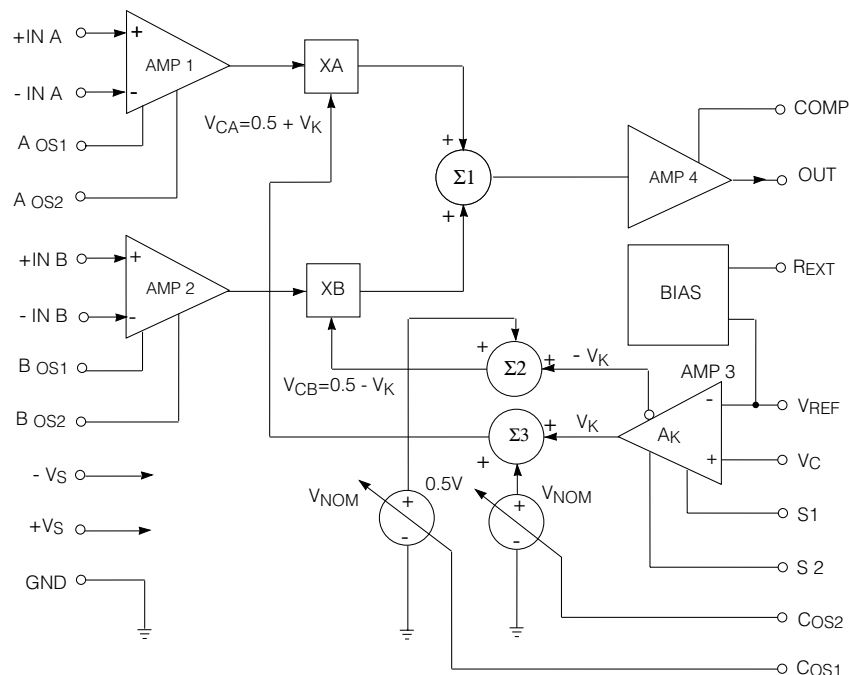 +IN A
- IN A
A OS1
A OS2
+
-
AMP 1
XA
VCA=0.5 + VK
+
Σ1
+
AMP 4
COMP
OUT
+IN B
- IN B
B OS1
B OS2
+
-
AMP 2
XB
VCB=0.5 - VK
BIAS
REXT
+
Σ2
+
- VK
AMP 3
-
AK
+
VREF
VC
S1
S 2
Σ3
+
+
VK
- VS
+VS
GND
VNOM
0.5V
+
-
VNOM
+
-
COS2
COS1